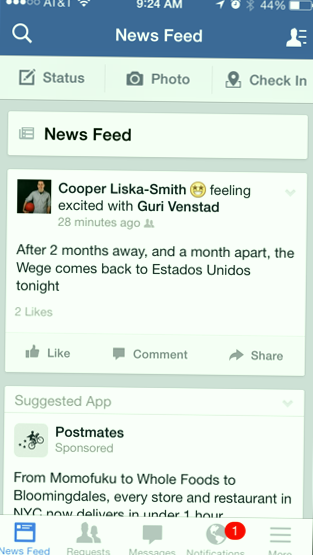 AT&T
9:24 AM
44%
News Feed
Status
Photo
Check In
News Feed
Cooper Liska-Smith feeling
excited with Guri Venstad
28 minutes ago
After 2 months away, and a month apart, the
Wege comes back to Estados Unidos
tonight
2 Likes
Like
Comment
Share
Suggested App
Postmates
Sponsored
From Momofuku to Whole Foods to
Bloomingdales, every store and restaurant in
NYC now delivers in under 1 hour
1
News Feed
Requests
Messages
Notifications
More